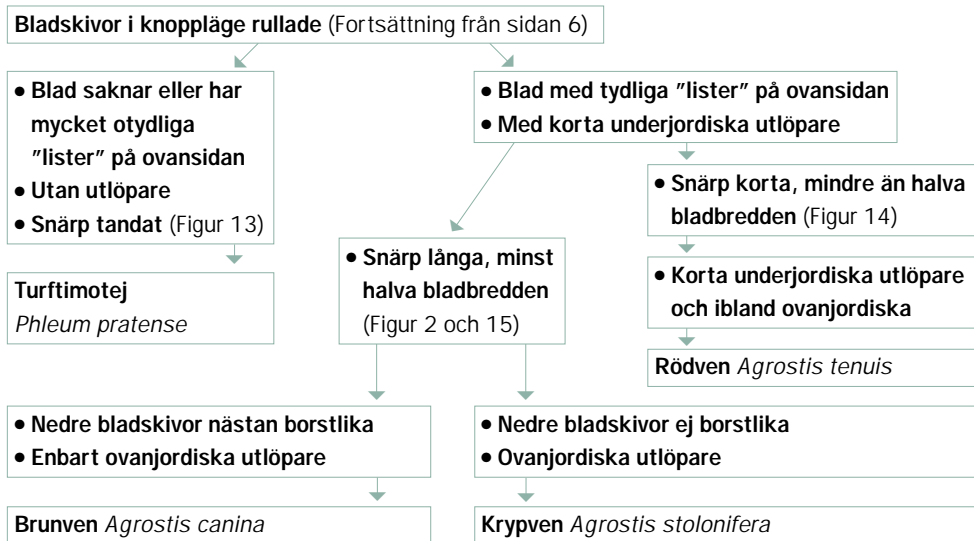 Bladskivor i knoppläge rullade (Fortsättning från sidan 6)
• Blad saknar eller har
mycket otydliga
”lister” på ovansidan
• Utan utlöpare
• Snärp tandat (Figur 13)
Turftimotej
Phleum pratense
• Blad med tydliga ”lister” på ovansidan
• Med korta underjordiska utlöpare
• Snärp långa, minst
halva bladbredden
(Figur 2 och 15)
• Snärp korta, mindre än halva
bladbredden (Figur 14)
• Korta underjordiska utlöpare
och ibland ovanjordiska
Rödven Agrostis tenuis
• Nedre bladskivor nästan borstlika
• Enbart ovanjordiska utlöpare
Brunven Agrostis canina
• Nedre bladskivor ej borstlika
• Ovanjordiska utlöpare
Krypven Agrostis stolonifera